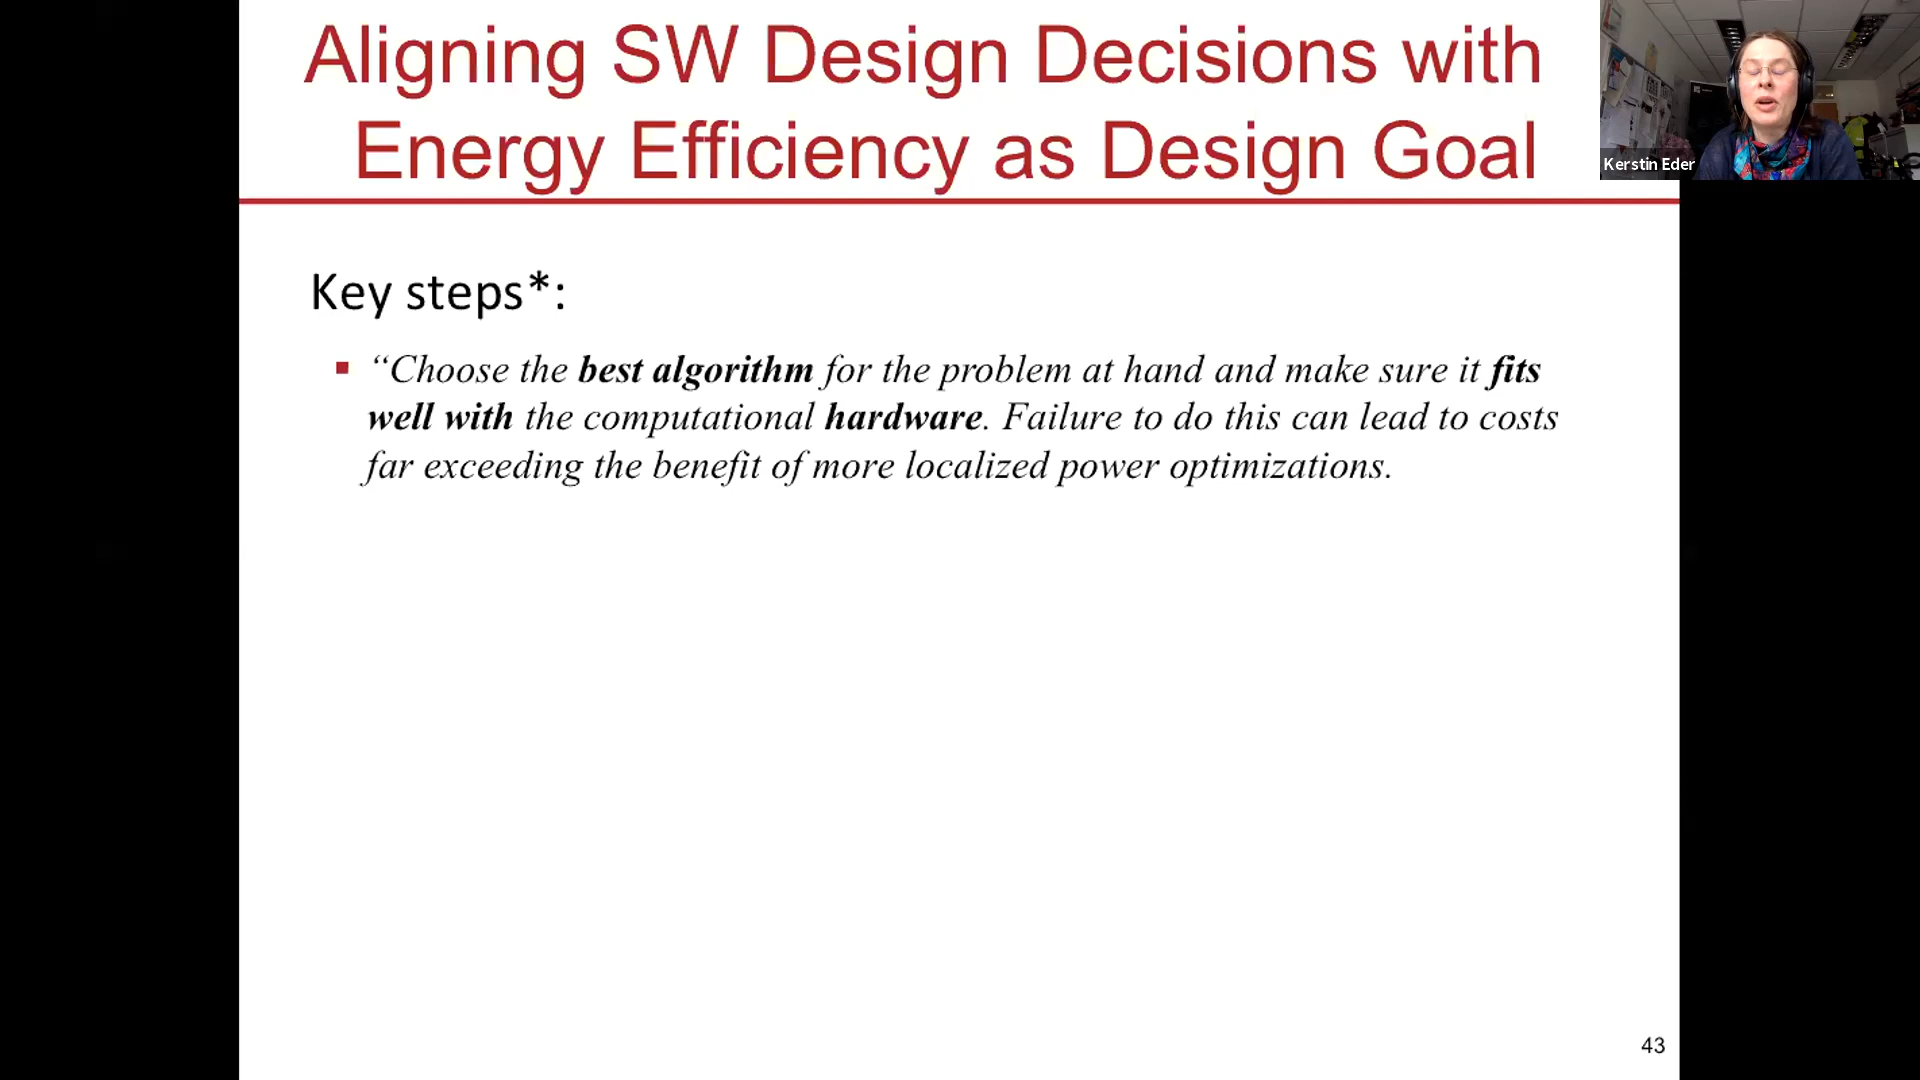 Aligning SW Design Decisions with
Energy Efficiency as Design Goal
Kerstin Eder
Key steps*:
▪ “Choose the best algorithm for the problem at hand and make sure it fits
well with the computational hardware. Failure to do this can lead to costs
far exceeding the benefit of more localized power optimizations.
43